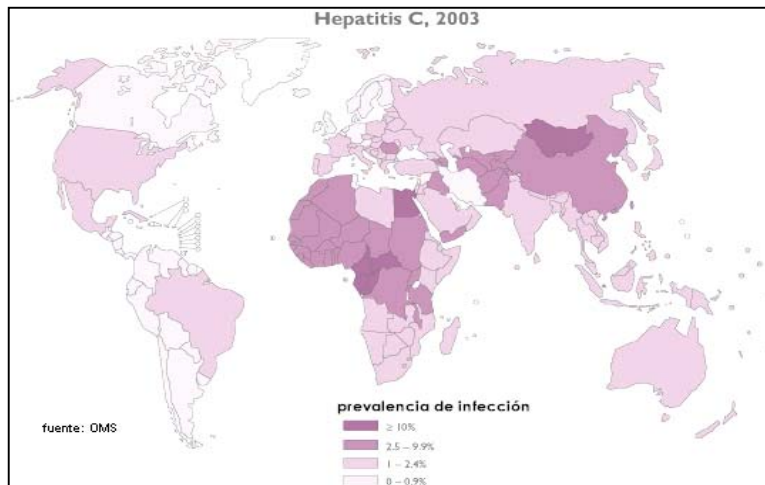 Hepatitis C, 2003
prevalencia de infección
≥ 10%
2.5 – 9.9%
1 – 2.4%
0 – 0.9%
fuente: OMS